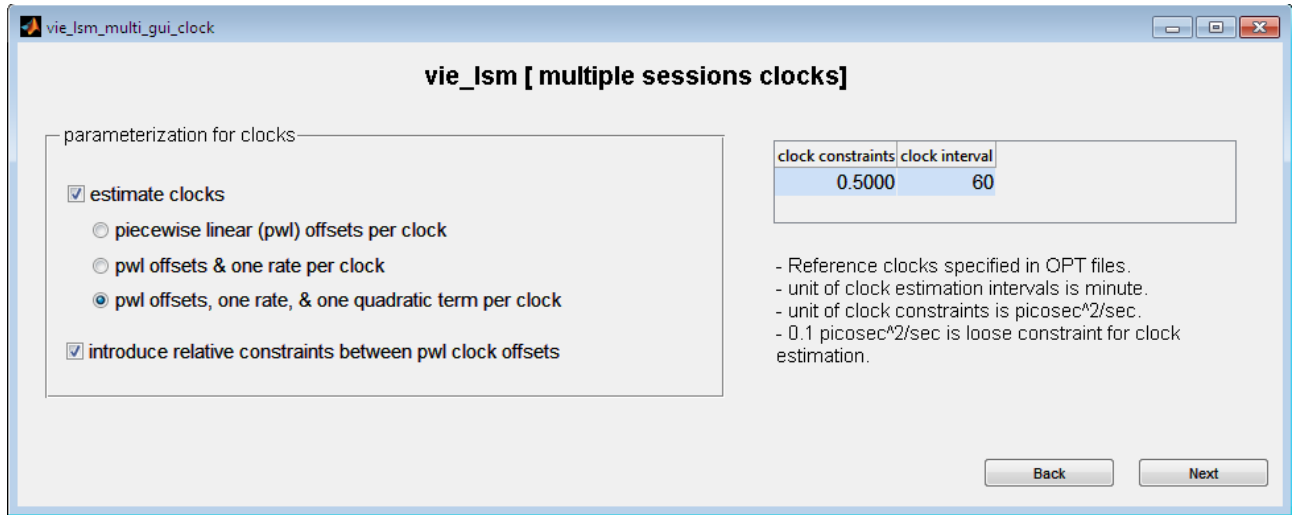 vie_lsm_multi_gui_clock
vie_lsm [ multiple sessions clocks]
parameterization for clocks
estimate clocks
piecewise linear (pwl) offsets per clock
pwl offsets & one rate per clock
pwl offsets, one rate, & one quadratic term per clock
introduce relative constraints between pwl clock offsets
clock constraints clock interval
0.5000 60
- Reference clocks specified in OPT files.
- unit of clock estimation intervals is minute.
- unit of clock constraints is picosec^2/sec.
- 0.1 picosec^2/sec is loose constraint for clock
estimation.
Back Next